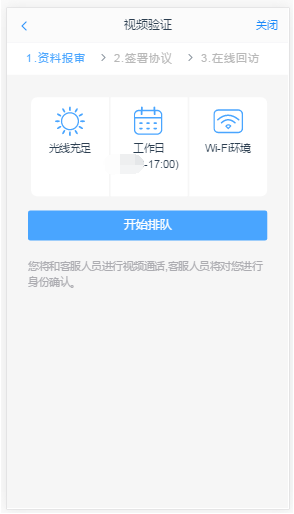 视频验证
关闭
1.资料报审
2.签署协议
3.在线回访
光线充足
工作日
-17:00)
Wi-Fi环境
开始排队
您将和客服人员进行视频通话,客服人员将对您进行
身份确认。